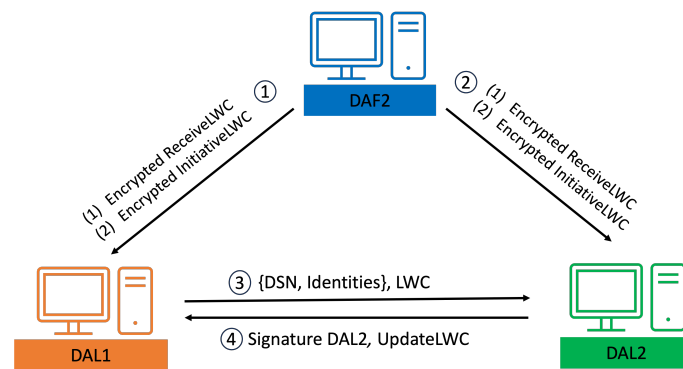 DAF2
①
(1) Encrypted ReceiveLWC
(2) Encrypted InitiativeLWC
②
(1) Encrypted ReceiveLWC
(2) Encrypted InitiativeLWC
③ {DSN, Identities}, LWC
④ Signature DAL2, UpdateLWC
DAL1
DAL2